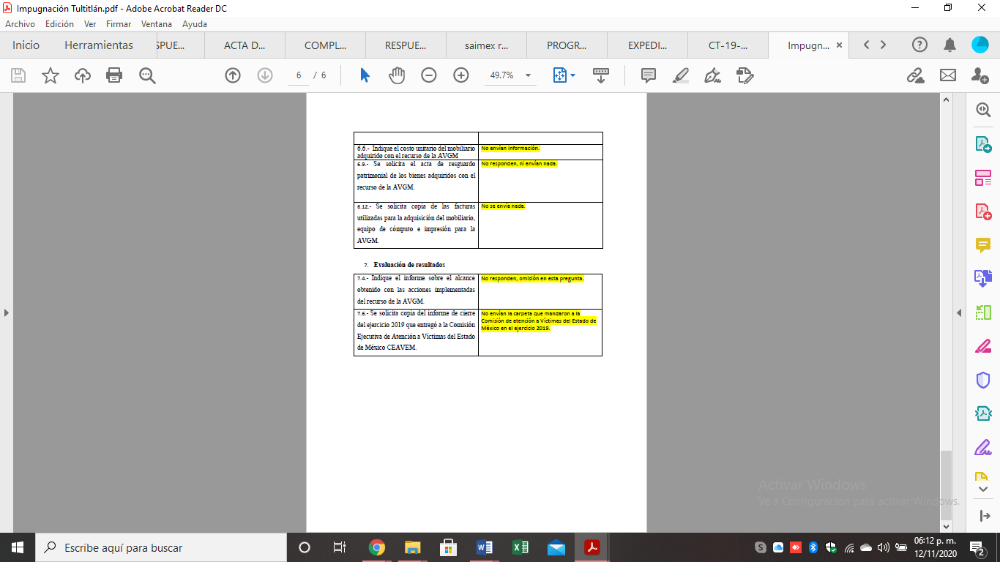 Impugnación Tultitlán.pdf - Adobe Acrobat Reader DC
Archivo Edición Ver Firmar Ventana Ayuda
Inicio Herramientas SPUE... ACTA D... COMPL... RESPUE... saimex r... PROGR... EXPEDI... CT-19-... Impugn...
6 / 6 49.7%
6.6.- Indique el costo unitario del mobiliario
adquirido con el recurso de la AVGM
No envían información.
6.9.- Se solicita el acta de resguardo
patrimonial de los bienes adquiridos con el
recurso de la AVGM.
No responden, ni envían nada.
6.12.- Se solicita copia de las facturas
utilizadas para la adquisición del mobiliario,
equipo de cómputo e impresión para la
AVGM.
No se envía nada.
7. Evaluación de resultados
7.4.- Indique el informe sobre el alcance
obtenido con las acciones implementadas
del recurso de la AVGM.
No responden, omisión en esta pregunta.
7.6.- Se solicita copia del informe de cierre
del ejercicio 2019 que entregó a la Comisión
Ejecutiva de Atención a Víctimas del Estado
de México CEAVEM.
No envían la carpeta que mandaron a la
Comisión de atención a Víctimas del Estado de
México en el ejercicio 2019.
Activar Windows
Ve a Configuración para activar Windows.
Escribe aquí para buscar
06:12 p. m.
12/11/2020
2